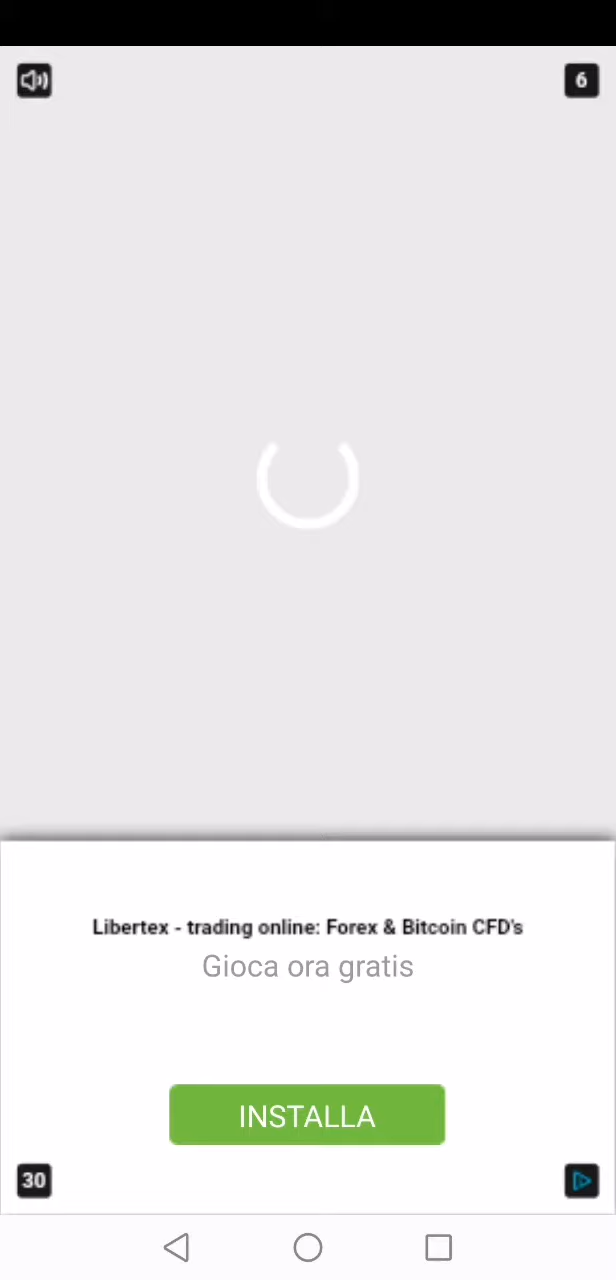 6
Libertex - trading online: Forex & Bitcoin CFD's
Gioca ora gratis
INSTALLA
30